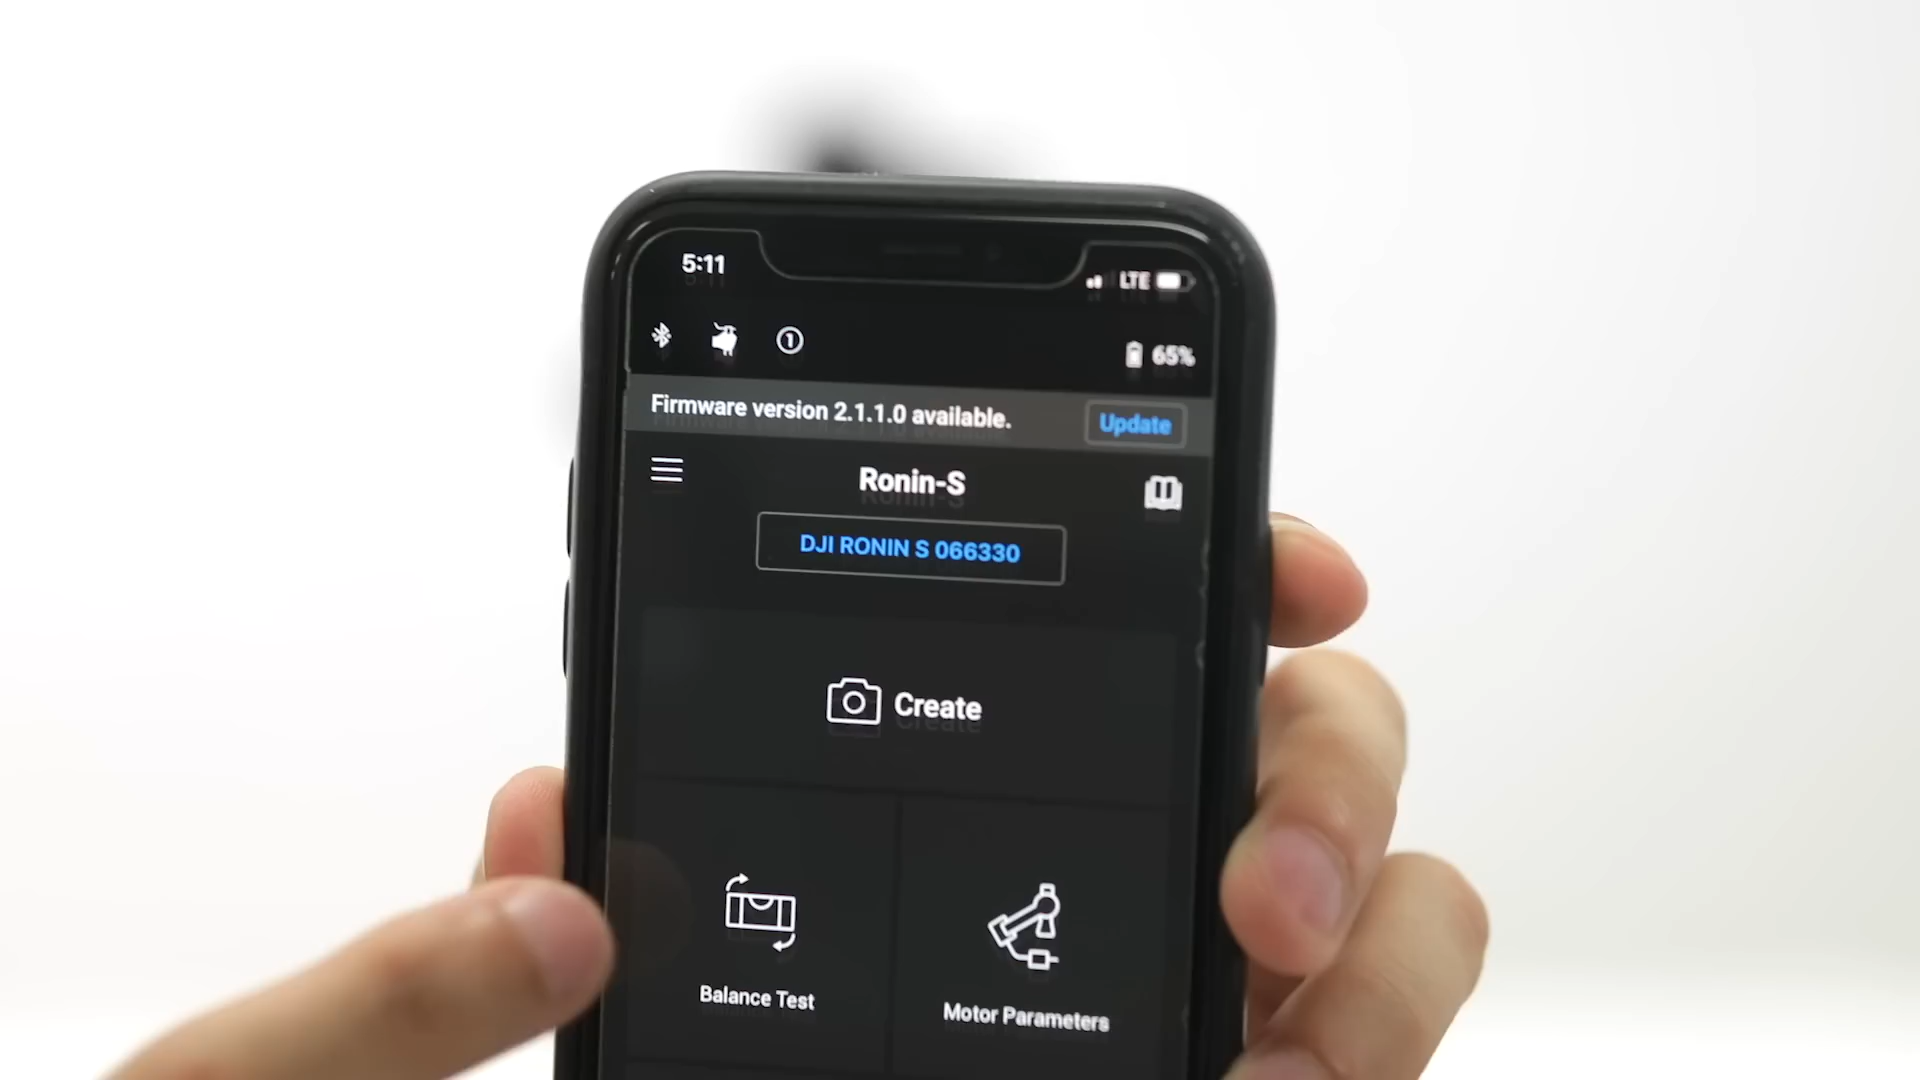 5:11
LTE
1
65%
Firmware version 2.1.1.0 available.
Update
Ronin-S
DJI RONIN S 066330
Create
Balance Test
Motor Parameters